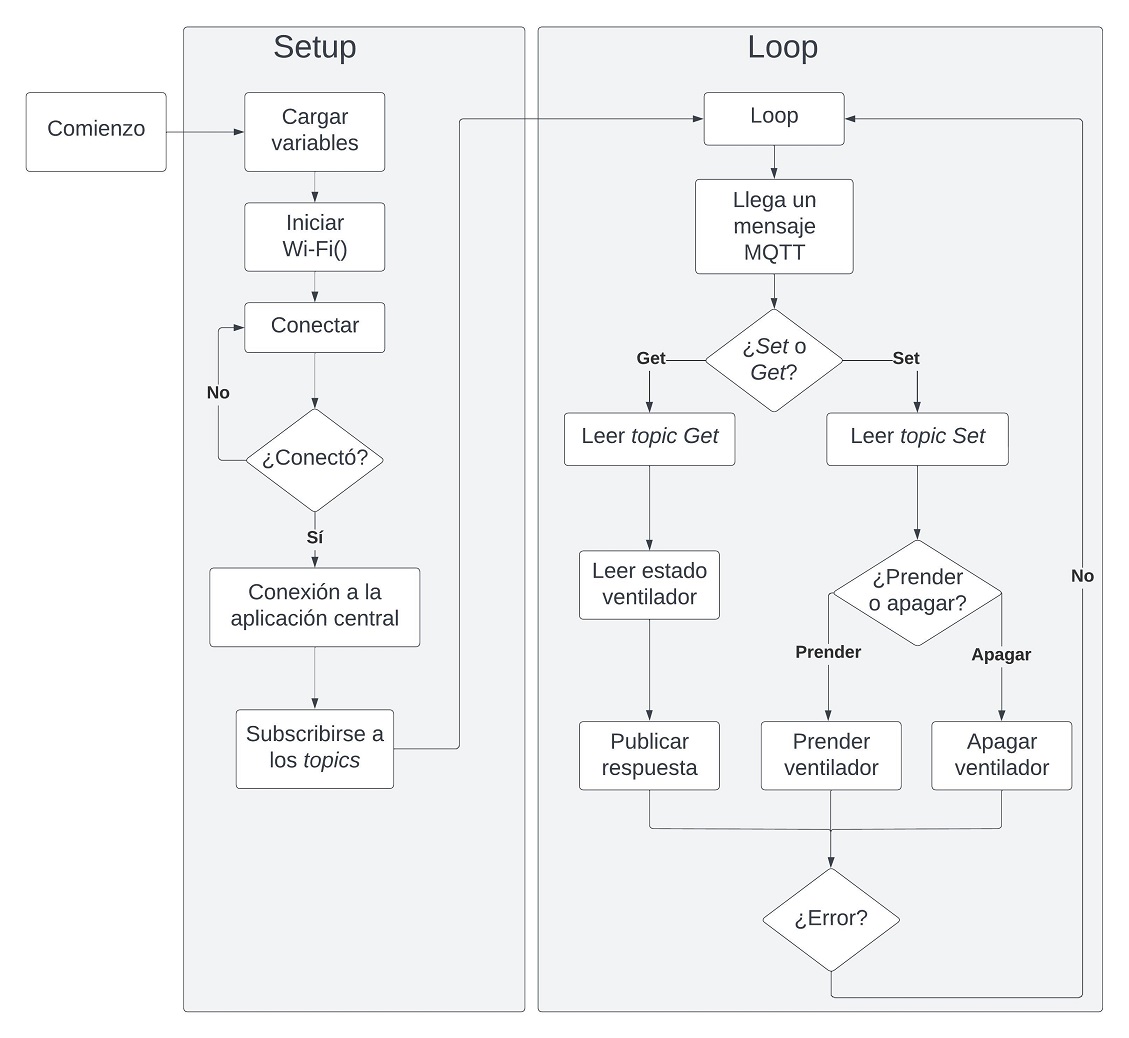 Setup
Comienzo
Cargar
variables
Iniciar
Wi-Fi()
Conectar
No
¿Conectó?
Sí
Conexión a la
aplicación central
Subscribirse a
los topics
Loop
Loop
Llega un
mensaje
MQTT
¿Set o
Get?
Get
Set
Leer topic Get
Leer topic Set
Leer estado
ventilador
¿Prender
o apagar?
No
Prender
Apagar
Publicar
respuesta
Prender
ventilador
Apagar
ventilador
¿Error?